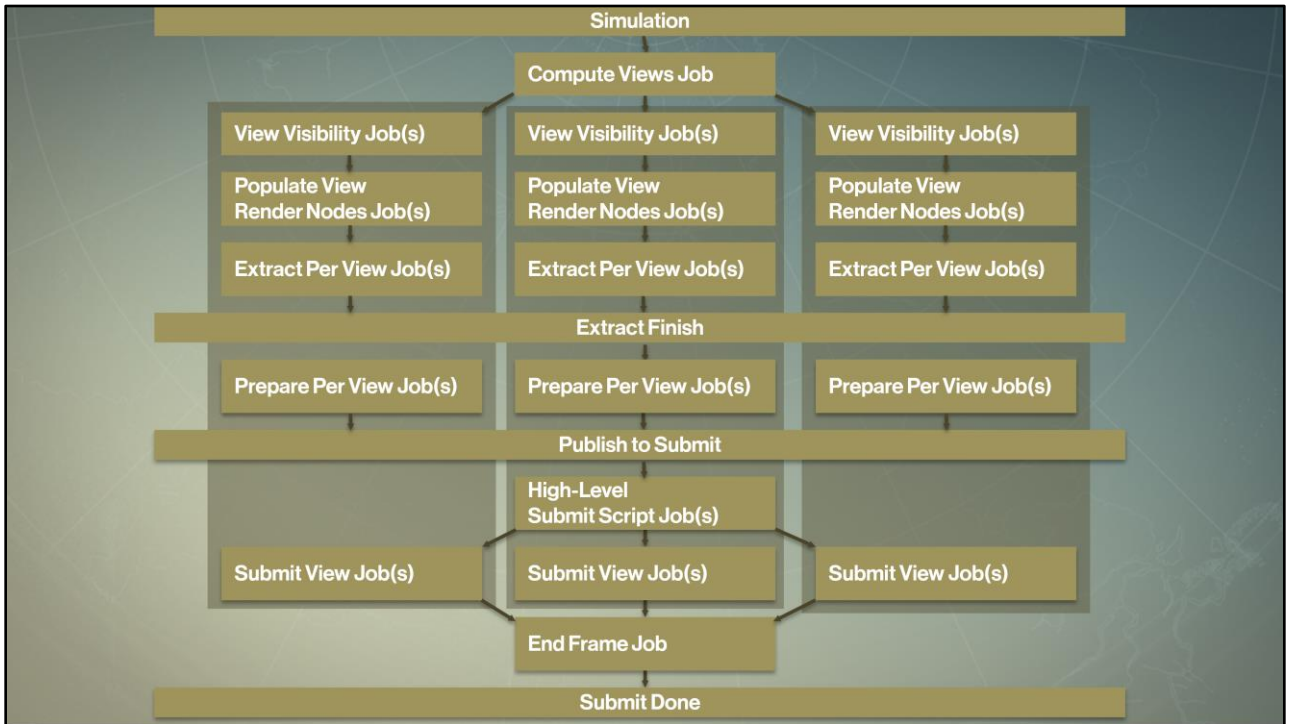 Simulation
Compute Views Job
View Visibility Job(s)
View Visibility Job(s)
View Visibility Job(s)
Populate View
Render Nodes Job(s)
Populate View
Render Nodes Job(s)
Populate View
Render Nodes Job(s)
Extract Per View Job(s)
Extract Per View Job(s)
Extract Per View Job(s)
Extract Finish
Prepare Per View Job(s)
Prepare Per View Job(s)
Prepare Per View Job(s)
Publish to Submit
High-Level
Submit Script Job(s)
Submit View Job(s)
Submit View Job(s)
Submit View Job(s)
End Frame Job
Submit Done